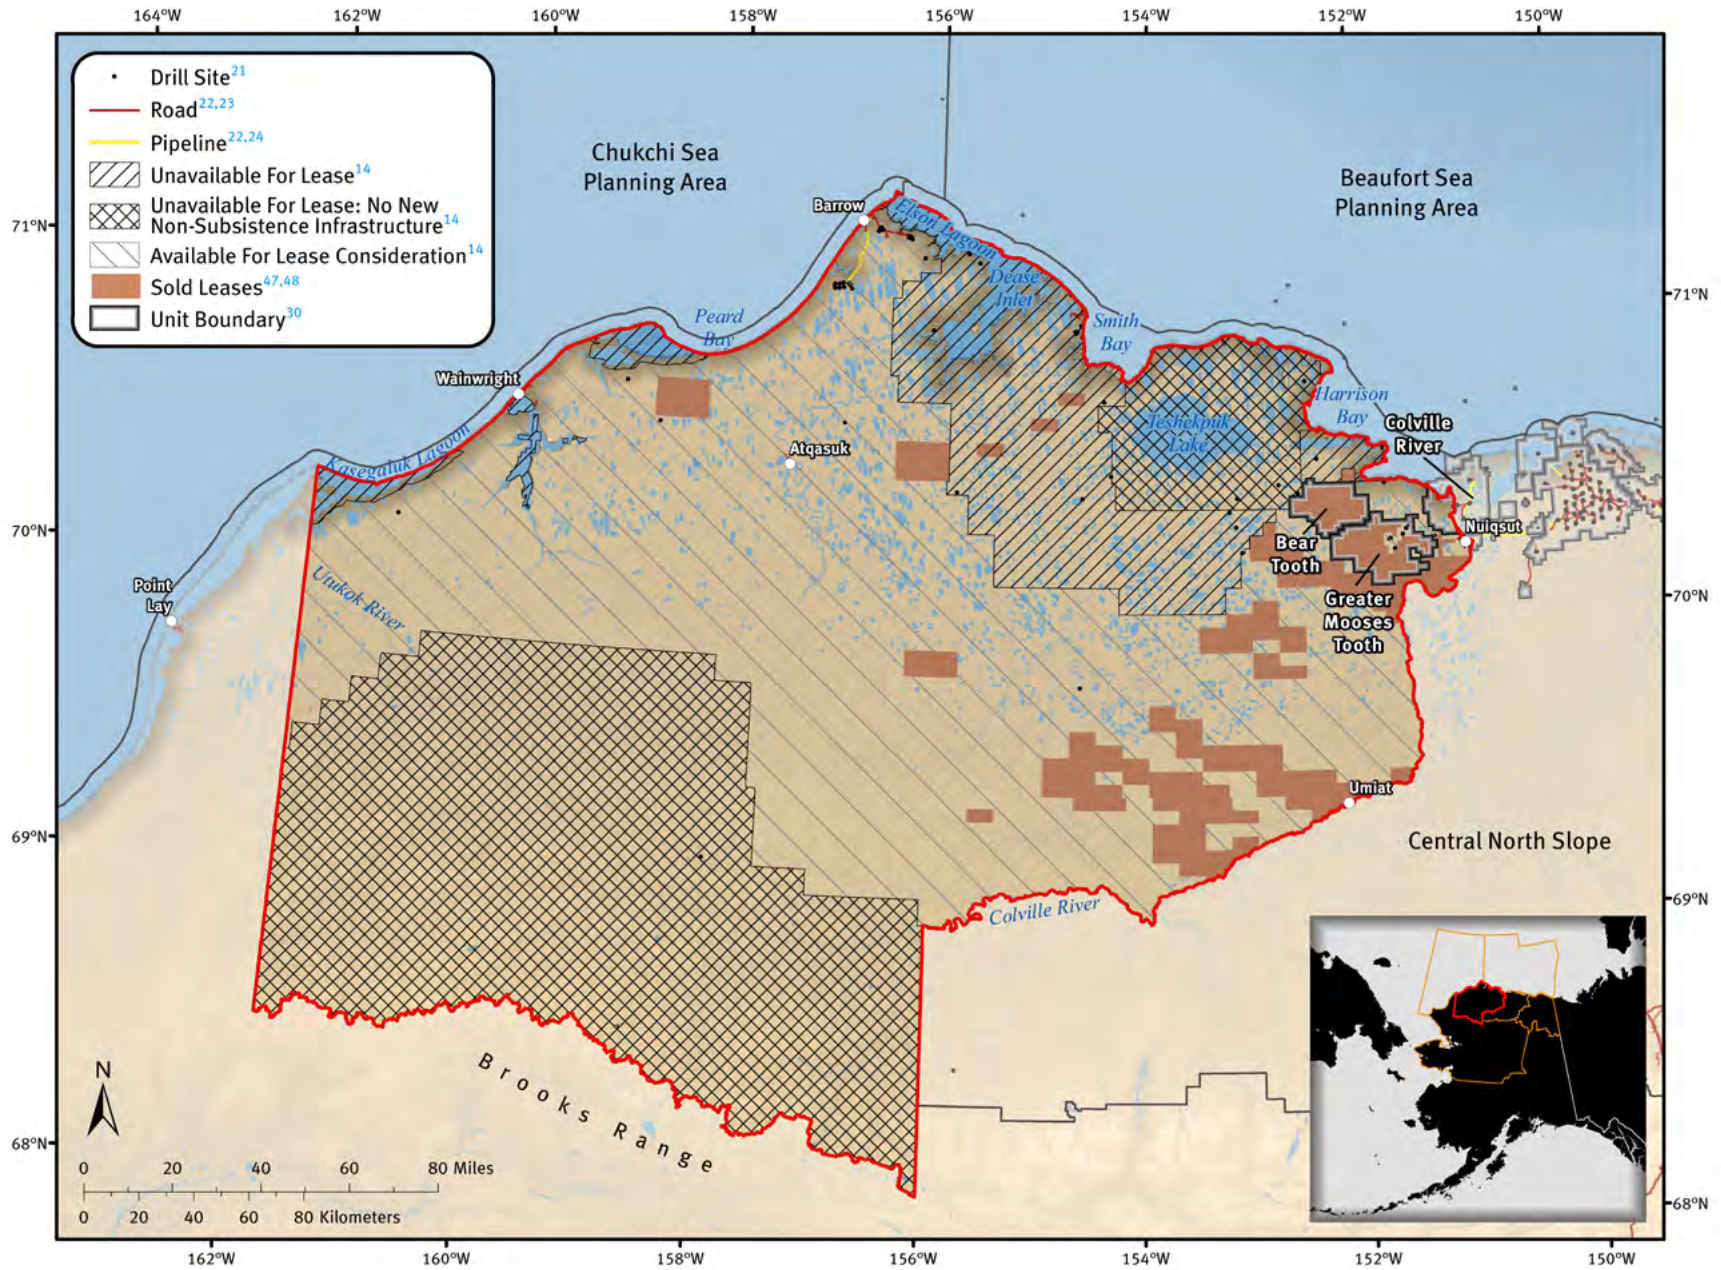 164°W 162°W 160°W 158°W 156°W 154°W 152°W 150°W
Drill Site21
Road22,23
Pipeline22,24
Unavailable For Lease14
Unavailable For Lease: No New
Non-Subsistence Infrastructure14
Available For Lease Consideration14
Sold Leases47,48
Unit Boundary30
Chukchi Sea
Planning Area
Beaufort Sea
Planning Area
Barrow
Elson Lagoon
71°N
71°N
Dease
Inlet
Peard
Bay
Smith
Bay
Wainwright
Harrison
Bay
Colville
River
Teshekpuk
Lake
Kasegaluk Lagoon
Atqasuk
70°N
Nuiqsut
Bear
Tooth
Utukok River
Point
Lay
70°N
Greater
Mooses
Tooth
Umiat
69°N
Central North Slope
69°N
Colville River
Brooks Range
N
68°N
0 20 40 60 80 Miles
0 20 40 60 80 Kilometers
68°N
162°W 160°W 158°W 156°W 154°W 152°W 150°W